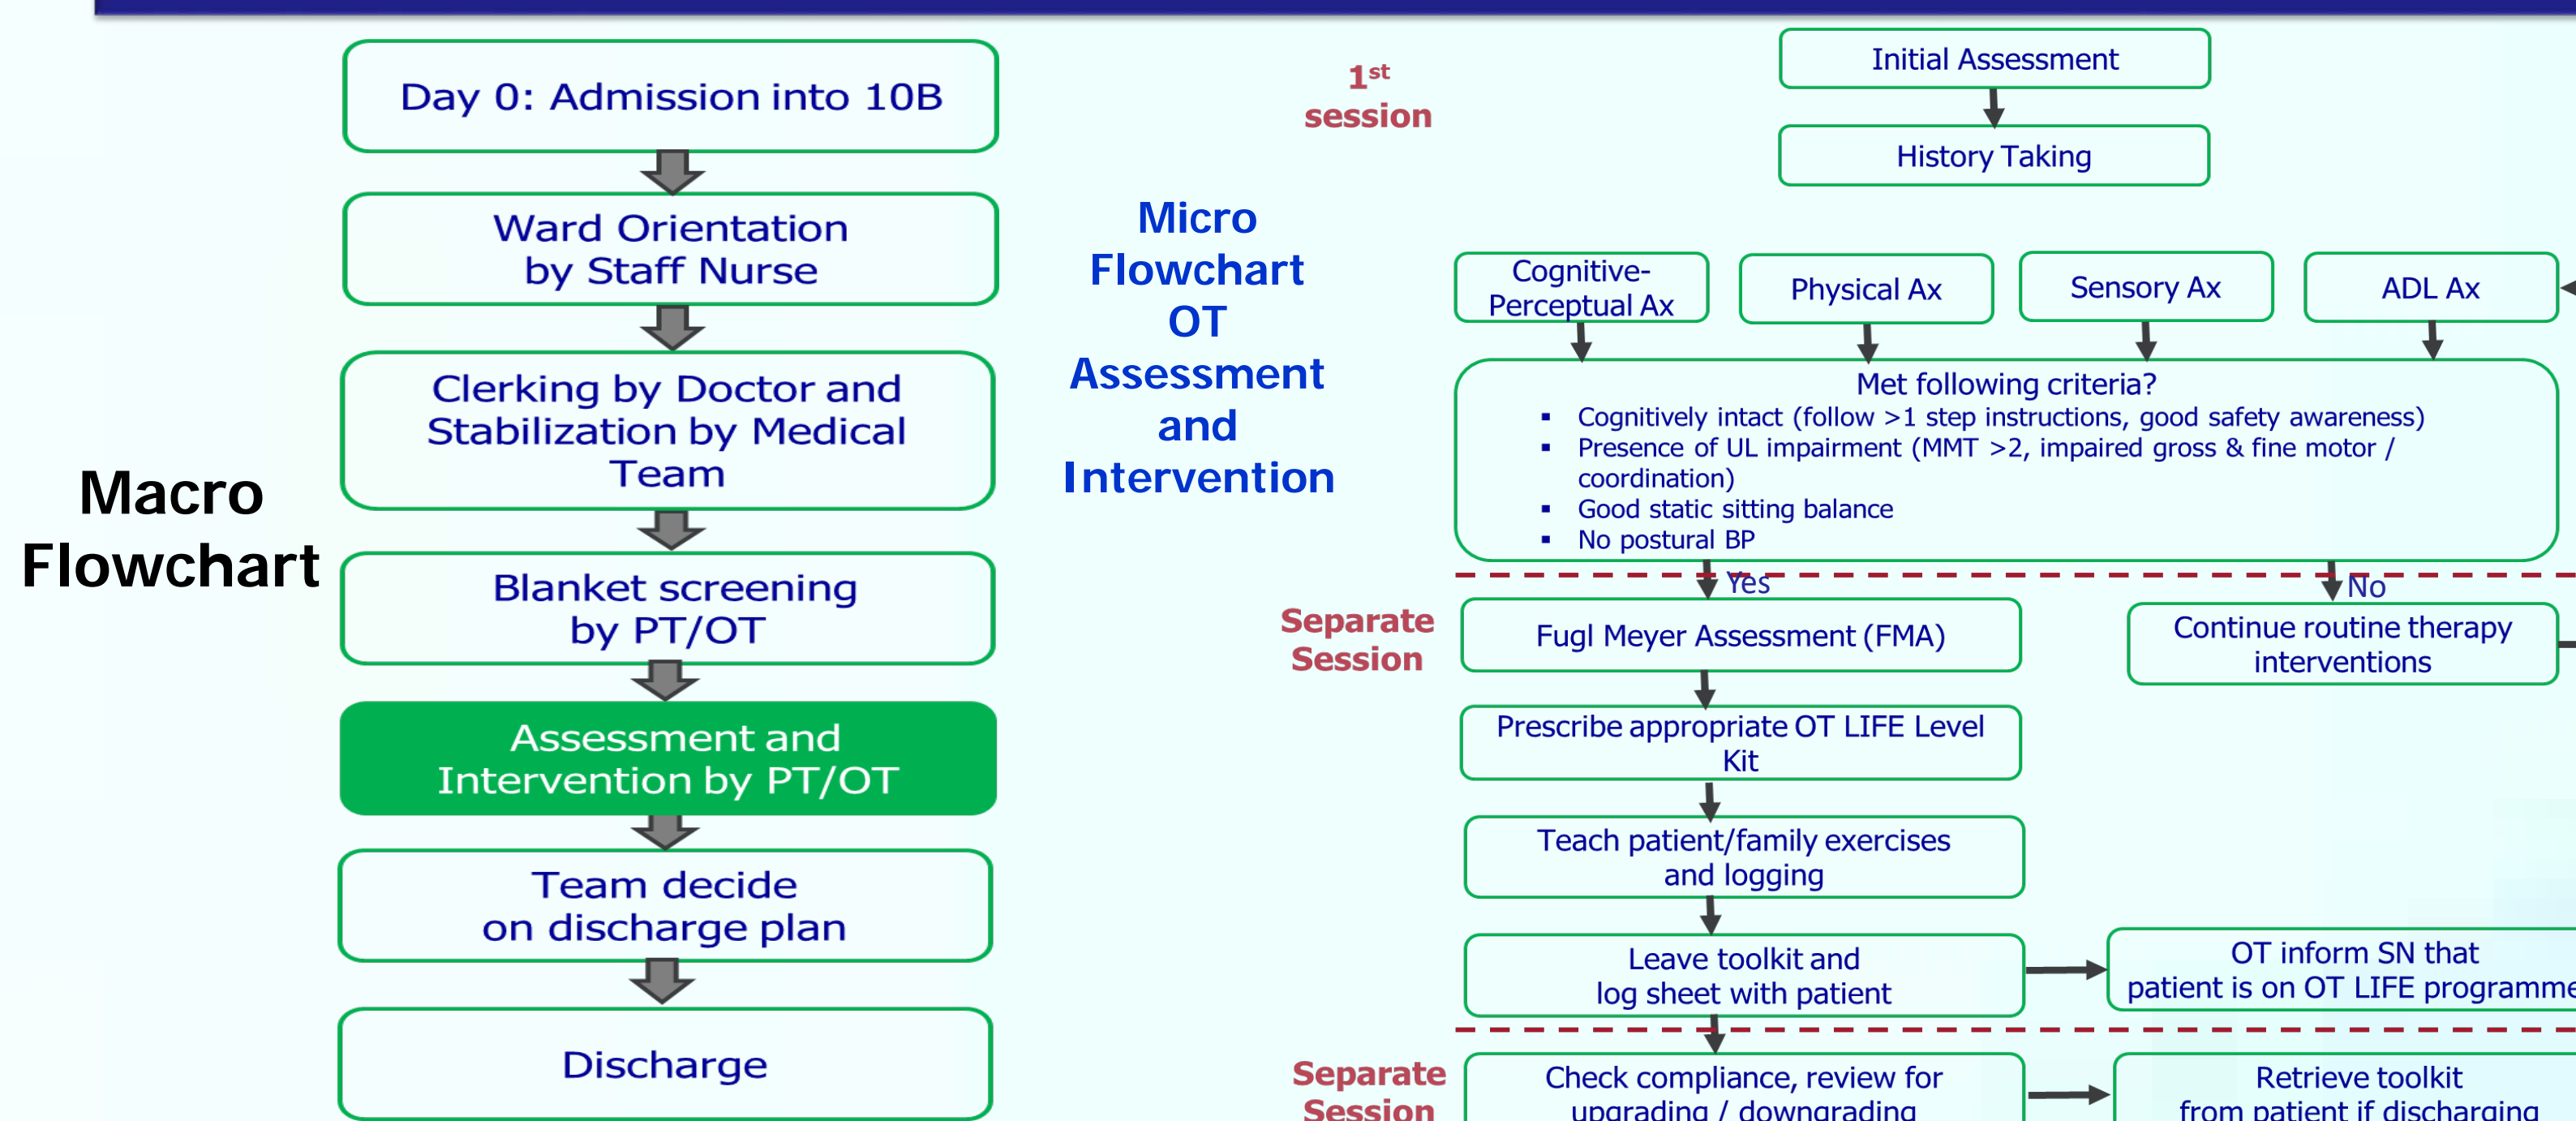 Macro
Flowchart
Day 0: Admission into 10B
Ward Orientation
by Staff Nurse
Clerking by Doctor and
Stabilization by Medical
Team
Blanket screening
by PT/OT
Assessment and
Intervention by PT/OT
Team decide
on discharge plan
Discharge
Micro
Flowchart
OT
Assessment
and
Intervention
1st
session
Initial Assessment
History Taking
Cognitive-
Perceptual Ax
Physical Ax
Sensory Ax
ADL Ax
Met following criteria?
▪ Cognitively intact (follow >1 step instructions, good safety awareness)
▪ Presence of UL impairment (MMT >2, impaired gross & fine motor /
coordination)
▪ Good static sitting balance
▪ No postural BP
Yes
No
Separate
Session
Fugl Meyer Assessment (FMA)
Continue routine therapy
interventions
Prescribe appropriate OT LIFE Level
Kit
Teach patient/family exercises
and logging
Leave toolkit and
log sheet with patient
OT inform SN that
patient is on OT LIFE programme
Separate
Session
Check compliance, review for
upgrading / downgrading
Retrieve toolkit
from patient if discharging